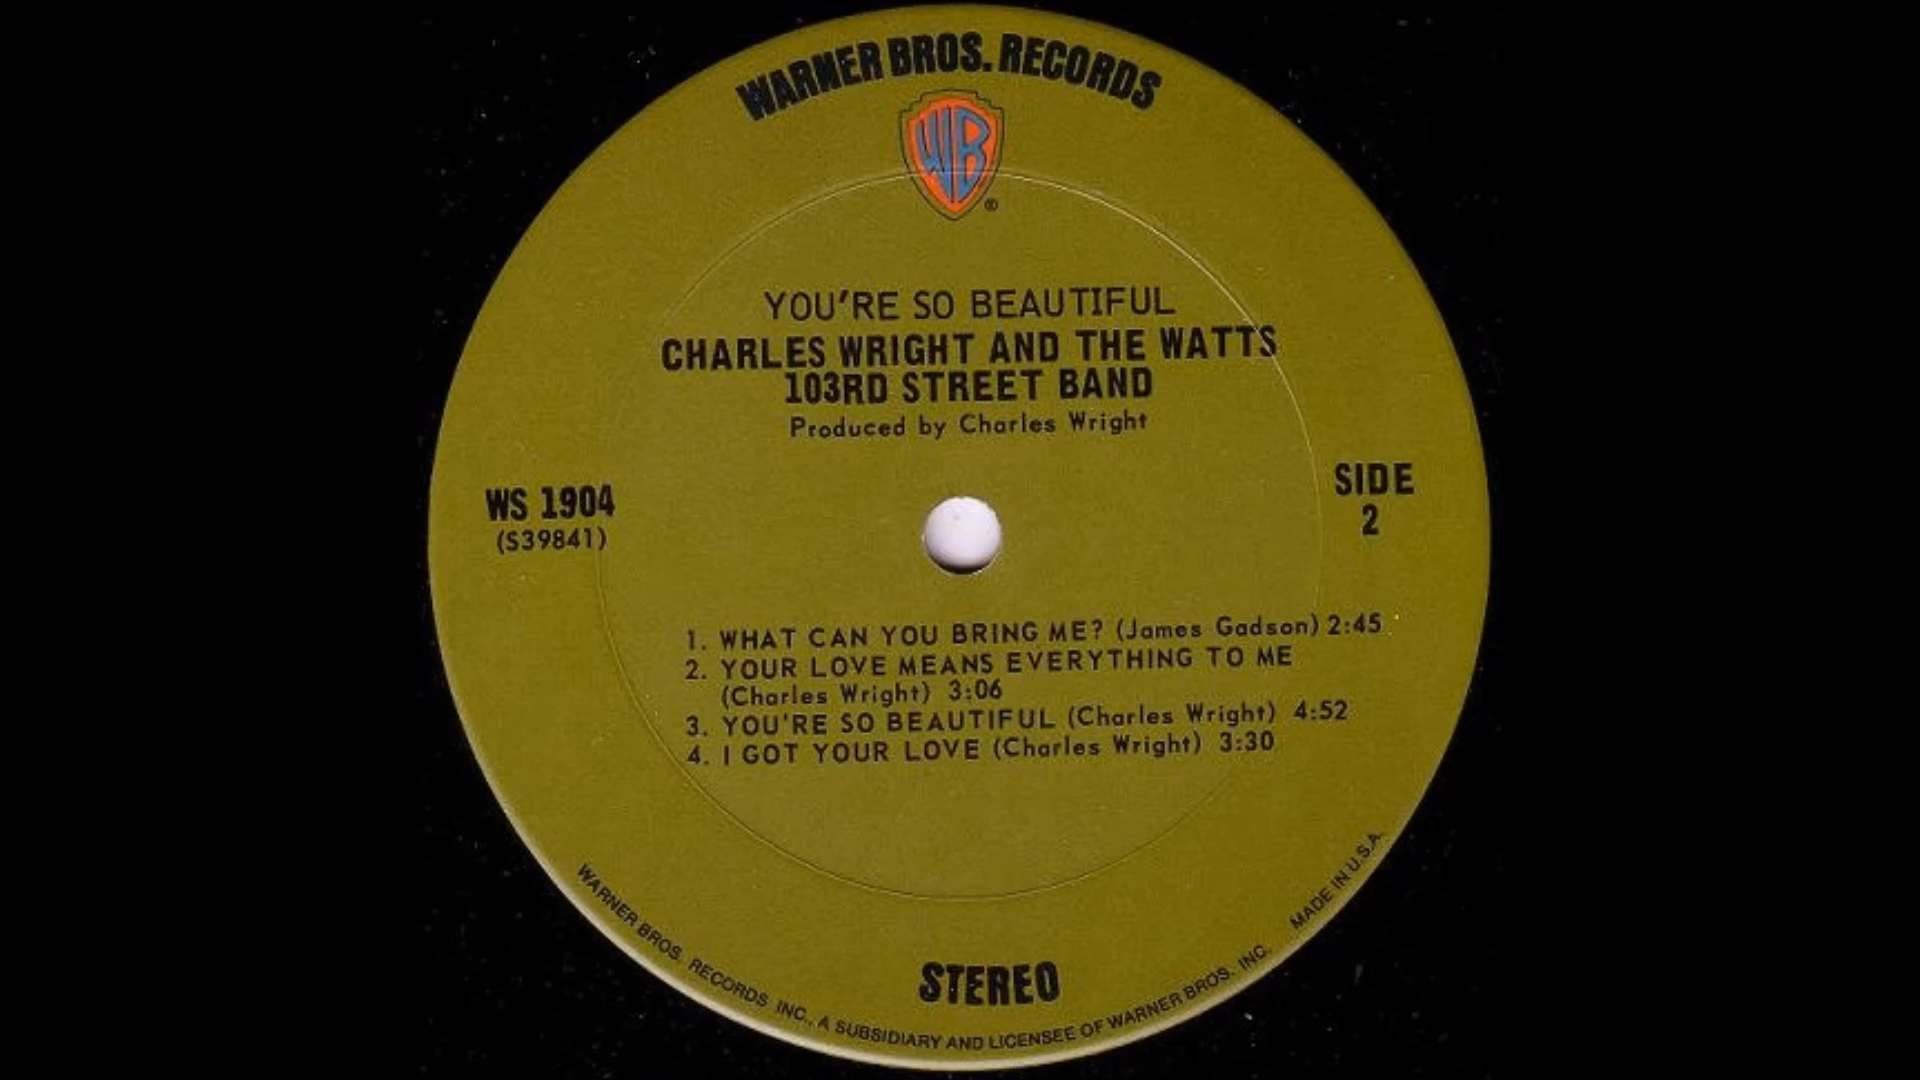 WARNER BROS. RECORDS
WB
®
YOU'RE SO BEAUTIFUL
CHARLES WRIGHT AND THE WATTS
103RD STREET BAND
Produced by Charles Wright
WS 1904
(S39841)
SIDE
2
1. WHAT CAN YOU BRING ME? (James Gadson) 2:45
2. YOUR LOVE MEANS EVERYTHING TO ME
(Charles Wright) 3:06
3. YOU'RE SO BEAUTIFUL (Charles Wright) 4:52
4. I GOT YOUR LOVE (Charles Wright) 3:30
STEREO
WARNER BROS. RECORDS INC., A SUBSIDIARY AND LICENSEE OF WARNER BROS. INC. MADE IN U.S.A.